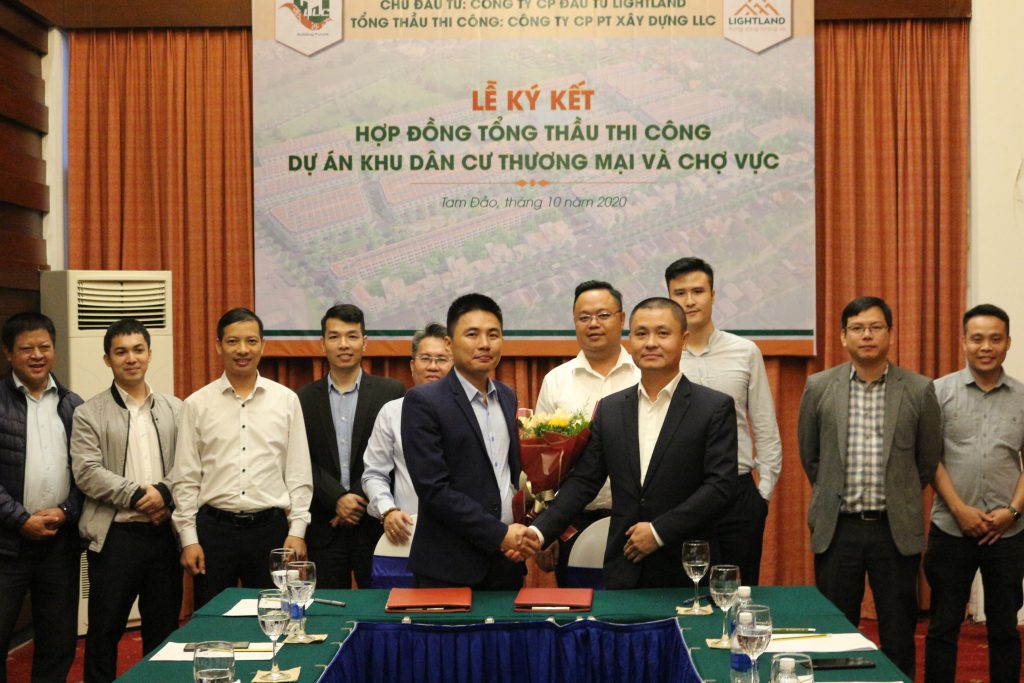 CHỦ ĐẦU TƯ: CÔNG TY CP ĐẦU TƯ LIGHTLAND
TỔNG THẦU THI CÔNG: CÔNG TY CP PT XÂY DỰNG LLC
Building Future
LIGHTLAND
LỄ KÝ KẾT
HỢP ĐỒNG TỔNG THẦU THI CÔNG
DỰ ÁN KHU DÂN CƯ THƯƠNG MẠI VÀ CHỢ VỰC
Tam Đảo, tháng 10 năm 2020